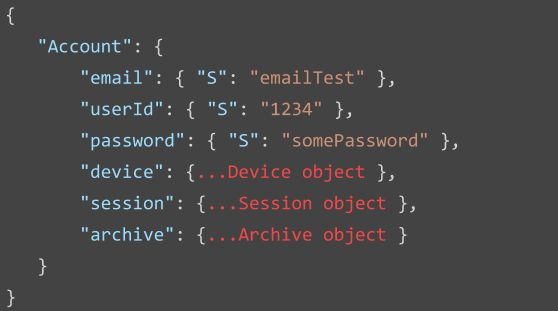 {
"Account": {
"email": { "S": "emailTest" },
"userId": { "S": "1234" },
"password": { "S": "somePassword" },
"device": {...Device object },
"session": {...Session object },
"archive": {...Archive object }
}
}